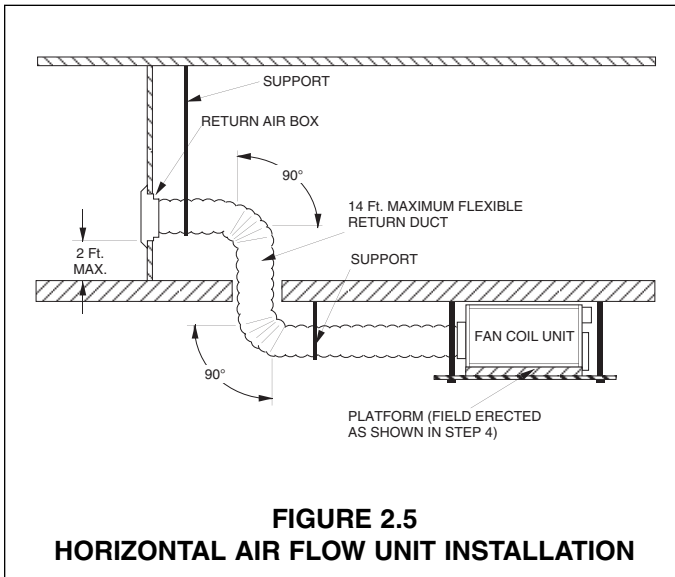 SUPPORT
RETURN AIR BOX
90°
14 Ft. MAXIMUM FLEXIBLE
RETURN DUCT
2 Ft.
MAX.
SUPPORT
FAN COIL UNIT
90°
PLATFORM (FIELD ERECTED
AS SHOWN IN STEP 4)
FIGURE 2.5
HORIZONTAL AIR FLOW UNIT INSTALLATION